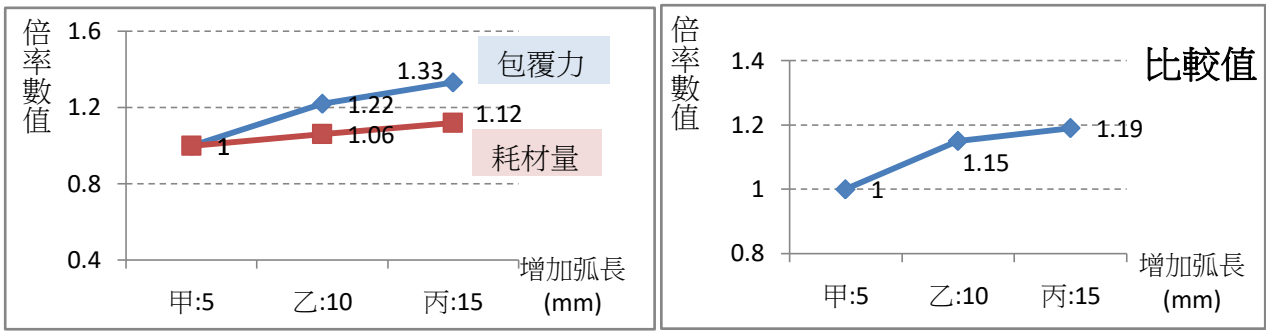 倍率數值
1.6
1.2
0.8
0.4
1.33
1.22
1
1.06
1.12
包覆力
耗材量
甲:5
乙:10
丙:15
增加弧長
(mm)
倍率數值
比較值
1.4
1.2
1
0.8
1
1.15
1.19
甲:5
乙:10
丙:15
增加弧長
(mm)